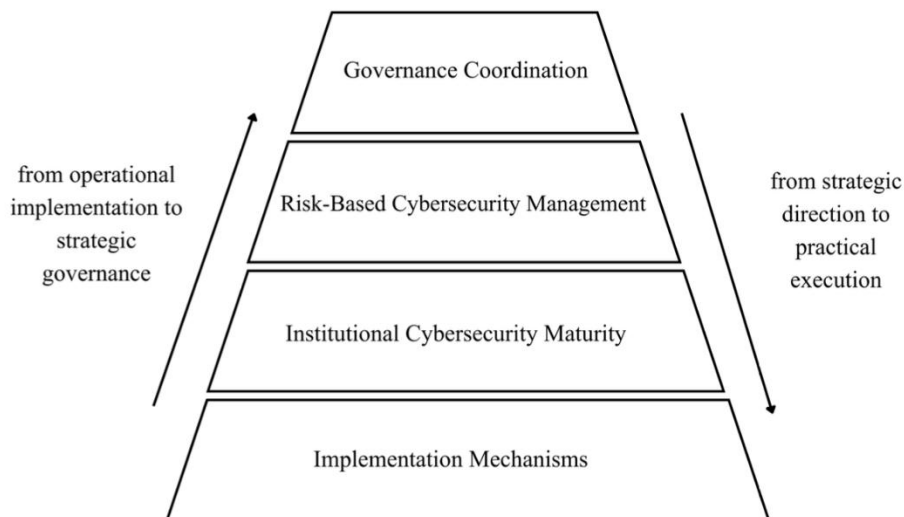 Governance Coordination
from operational
implementation to
strategic
governance
Risk-Based Cybersecurity Management
from strategic
direction to
practical
execution
Institutional Cybersecurity Maturity
Implementation Mechanisms